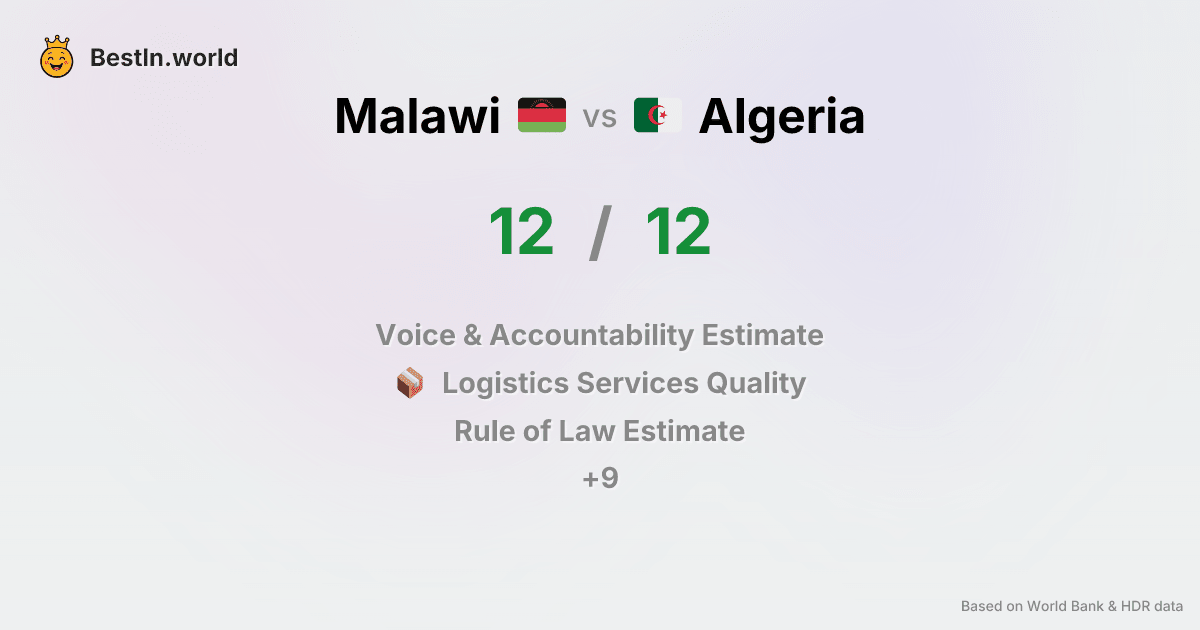 BestIn.world
Malawi vs Algeria
12 / 12
Voice & Accountability Estimate
Logistics Services Quality
Rule of Law Estimate
+9
Based on World Bank & HDR data